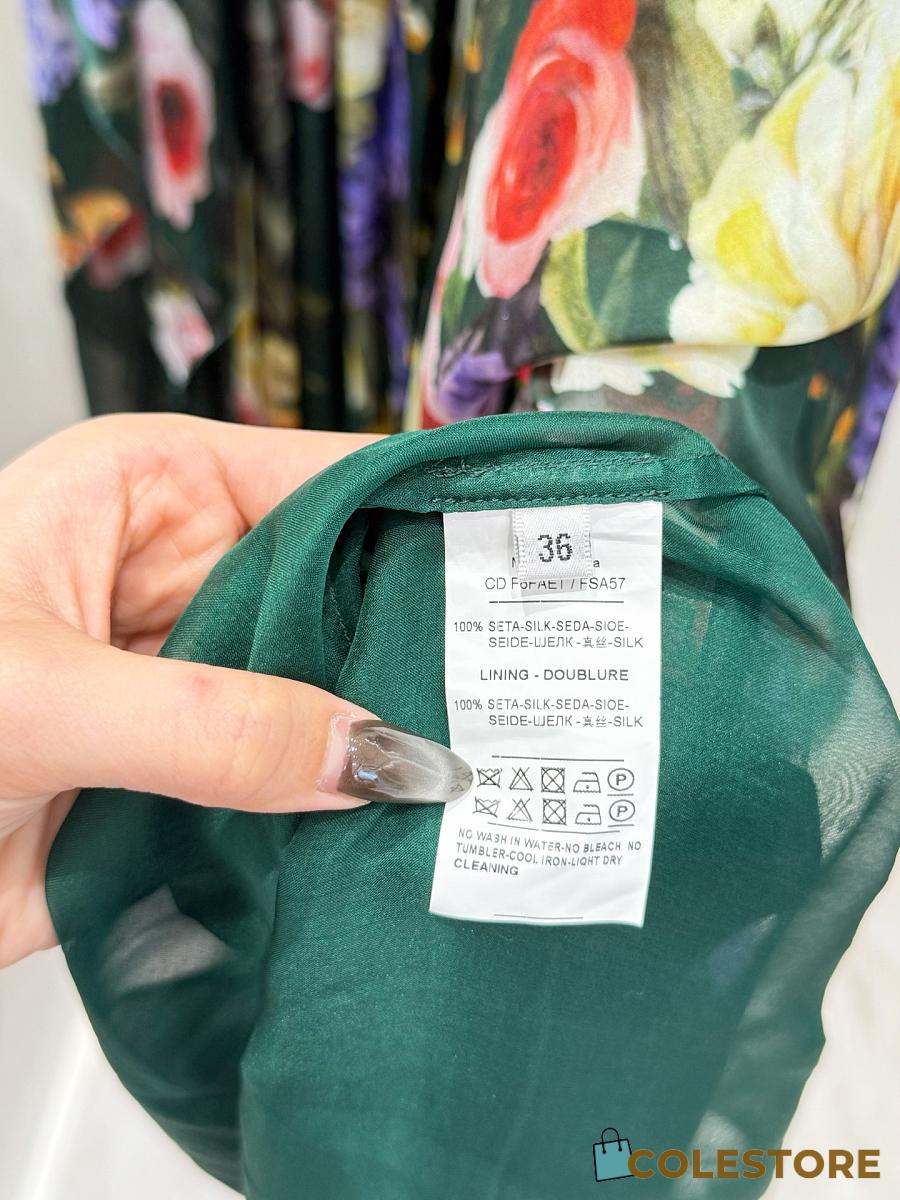 36
CD F6FAET / FSA57
100% SETA-SILK-SEDA-SIOE-
SEIDE-ШЕЛК-真丝-SILK
LINING - DOUBLURE
100% SETA-SILK-SEDA-SIOE-
SEIDE-ШЕЛК-真丝-SILK
P
P
NO WASH IN WATER-NO BLEACH NO
TUMBLER-COOL IRON-LIGHT DRY
CLEANING
COLESTORE